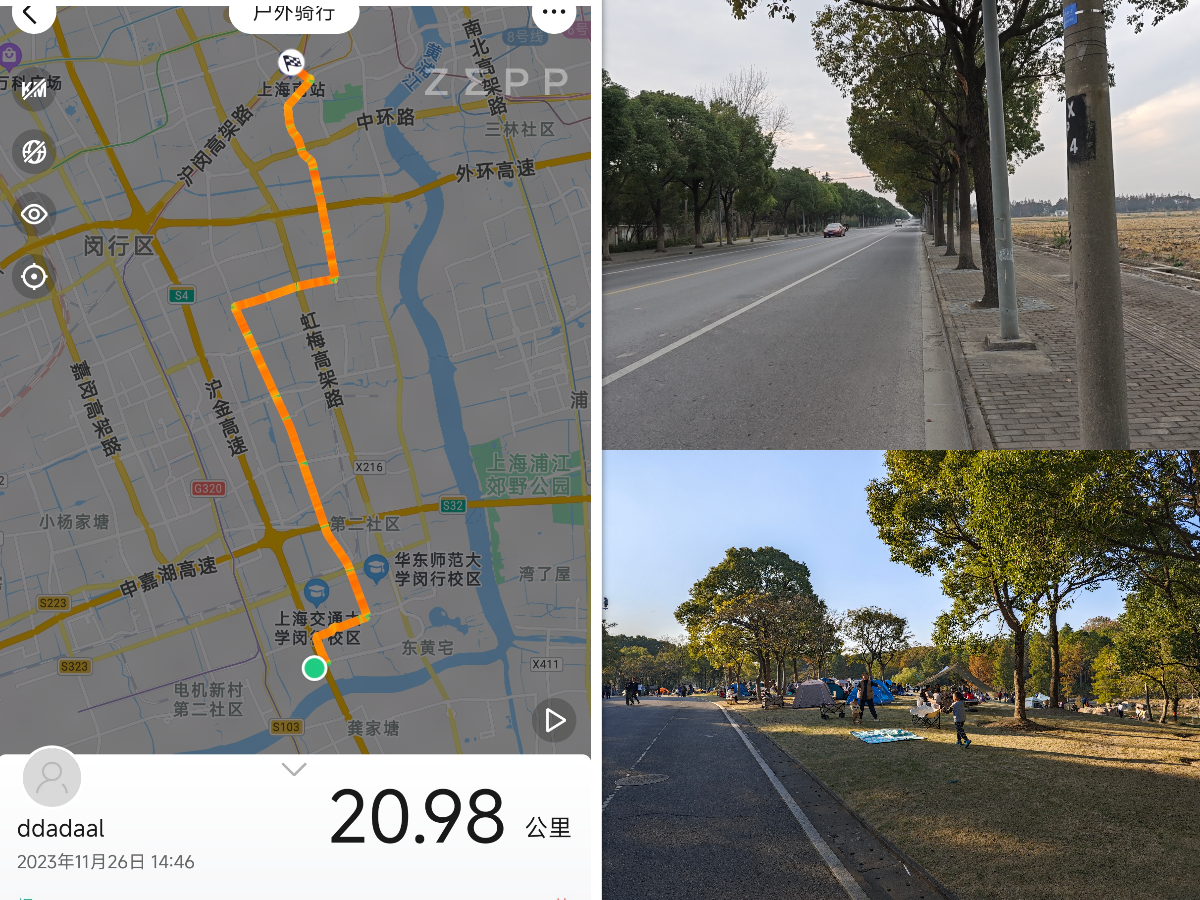 户外骑行
8号线
南北高架路
黄浦江
万科广场
上海南站
ZEPP
沪闵高架路
中环路
三林社区
外环高速
闵行区
S4
虹梅高架路
嘉闵高架路
沪金高速
浦
X216
上海浦江
郊野公园
G320
S32
小杨家塘
第二社区
华东师范大
学闵行校区
申嘉湖高速
湾了屋
S223
上海交通大
学闵行校区
东黄宅
S323
X411
电机新村
第二社区
S103
龚家塘
20.98 公里
ddadaal
2023年11月26日 14:46
X
4